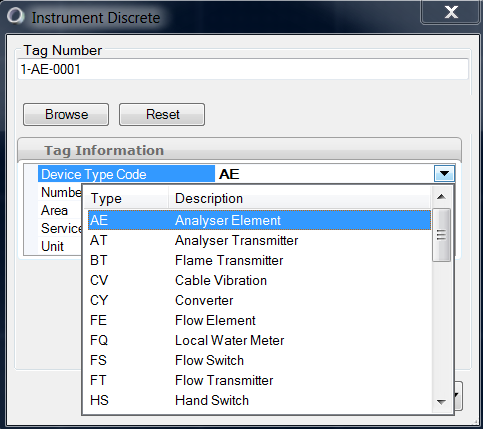 Instrument Discrete
Tag Number
1-AE-0001
Browse Reset
Tag Information
Device Type Code AE
Type Description
AE Analyser Element
AT Analyser Transmitter
BT Flame Transmitter
CV Cable Vibration
CY Converter
FE Flow Element
FQ Local Water Meter
FS Flow Switch
FT Flow Transmitter
HS Hand Switch
Numbe
Area
Service
Unit